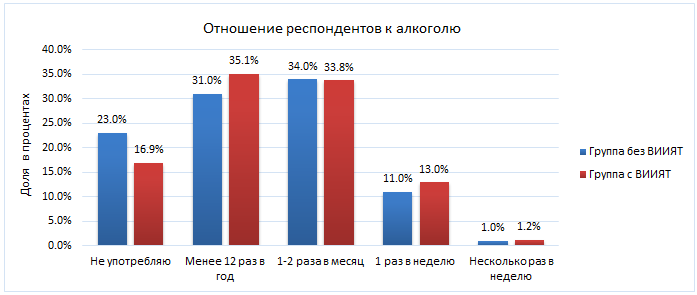 Отношение респондентов к алкоголю
Доля в процентах
40.0%
35.0%
30.0%
25.0%
20.0%
15.0%
10.0%
5.0%
0.0%
23.0%
16.9%
31.0%
35.1%
34.0%
33.8%
11.0%
13.0%
1.0%
1.2%
Не употребляю
Менее 12 раз в
год
1-2 раза в месяц
1 раз в неделю
Несколько раз в
неделю
Группа без ВИИЯТ
Группа с ВИИЯТ